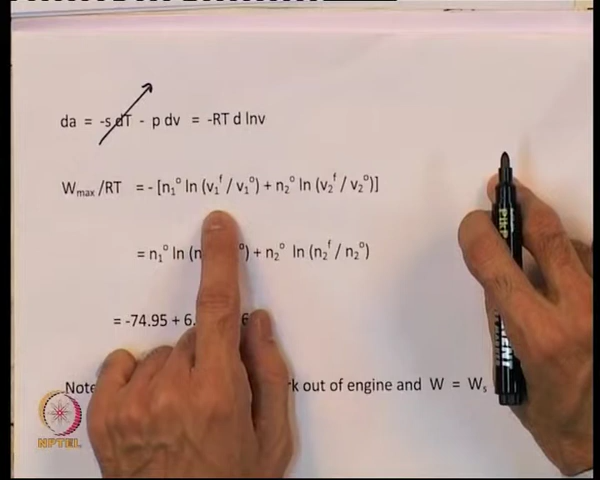 da = -s dT - p dv = -RT d lnv
Wmax /RT = - [n₁° ln (v₁ᶠ / v₁°) + n₂° ln (v₂ᶠ / v₂°)]
= n₁° ln (n °) + n₂° ln (n₂ᶠ / n₂°)
= -74.95 + 6. 6
Note out of engine and W = Wₛ
NPTEL